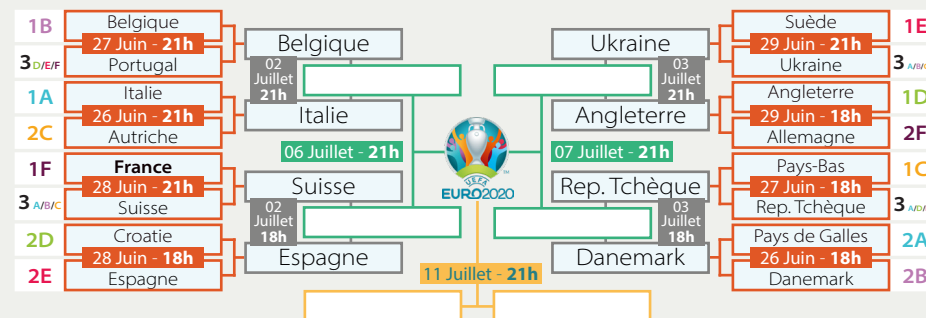 1B
Belgique
27 Juin - 21h
3 D/E/F
Portugal
Belgique
02
Juillet
21h
1A
Italie
26 Juin - 21h
2C
Autriche
Italie
06 Juillet - 21h
1F
France
28 Juin - 21h
3 A/B/C
Suisse
Suisse
02
Juillet
18h
2D
Croatie
28 Juin - 18h
2E
Espagne
Espagne
UEFA
EURO2020
11 Juillet - 21h
Suède
1E
29 Juin - 21h
Ukraine
3 A/B/C
Ukraine
03
Juillet
21h
Angleterre
1D
29 Juin - 18h
Allemagne
2F
Angleterre
07 Juillet - 21h
Pays-Bas
1C
27 Juin - 18h
Rep. Tchèque
3 A/D/
Rep. Tchèque
03
Juillet
18h
Pays de Galles
2A
26 Juin - 18h
Danemark
2B
Danemark